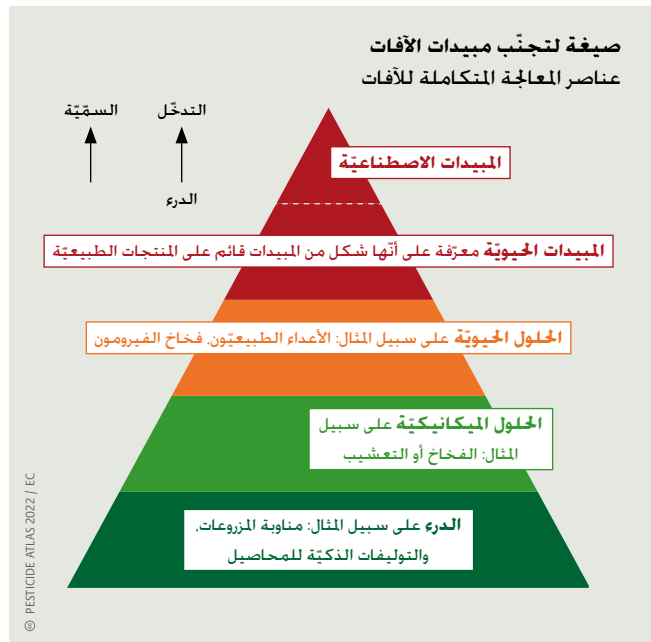 صيغة لتجنّب مبيدات الآفات
عناصر المعالجة المتكاملة للآفات
التدخّل
السمّيّة
الدرء
المبيدات الاصطناعيّة
المبيدات الحيويّة معرّفة على أنّها شكل من المبيدات قائم على المنتجات الطبيعيّة
الحلول الحيويّة على سبيل المثال: الأعداء الطبيعيّون، فخاخ الفيرومون
الحلول الميكانيكيّة على سبيل
المثال: الفخاخ أو التعشيب
الدرء على سبيل المثال: مناوبة المزروعات،
والتوليفات الذكيّة للمحاصيل
PESTICIDE ATLAS 2022 / EC